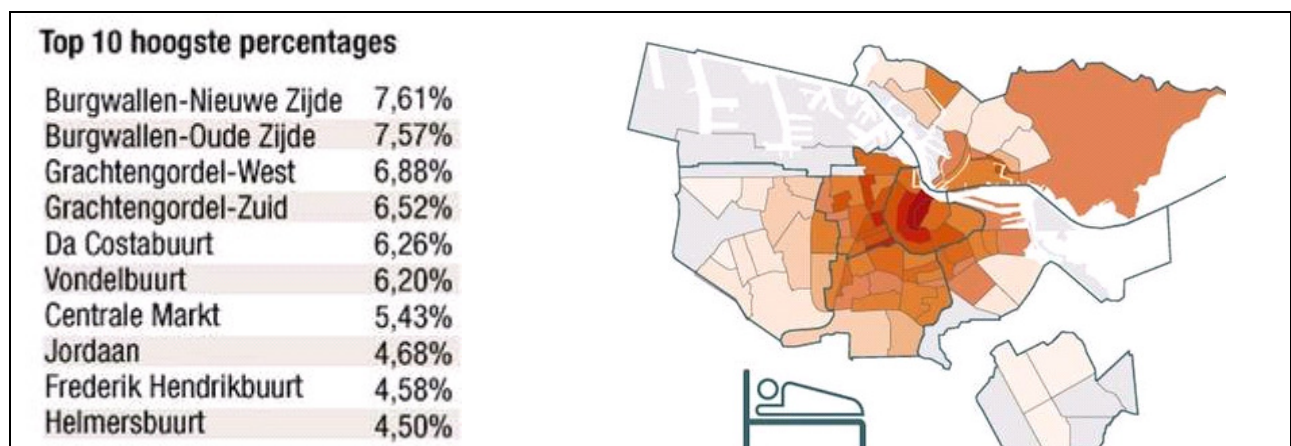 Top 10 hoogste percentages
Burgwallen-Nieuwe Zijde 7,61%
Burgwallen-Oude Zijde 7,57%
Grachtengordel-West 6,88%
Grachtengordel-Zuid 6,52%
Da Costabuurt 6,26%
Vondelbuurt 6,20%
Centrale Markt 5,43%
Jordaan 4,68%
Frederik Hendrikbuurt 4,58%
Helmersbuurt 4,50%